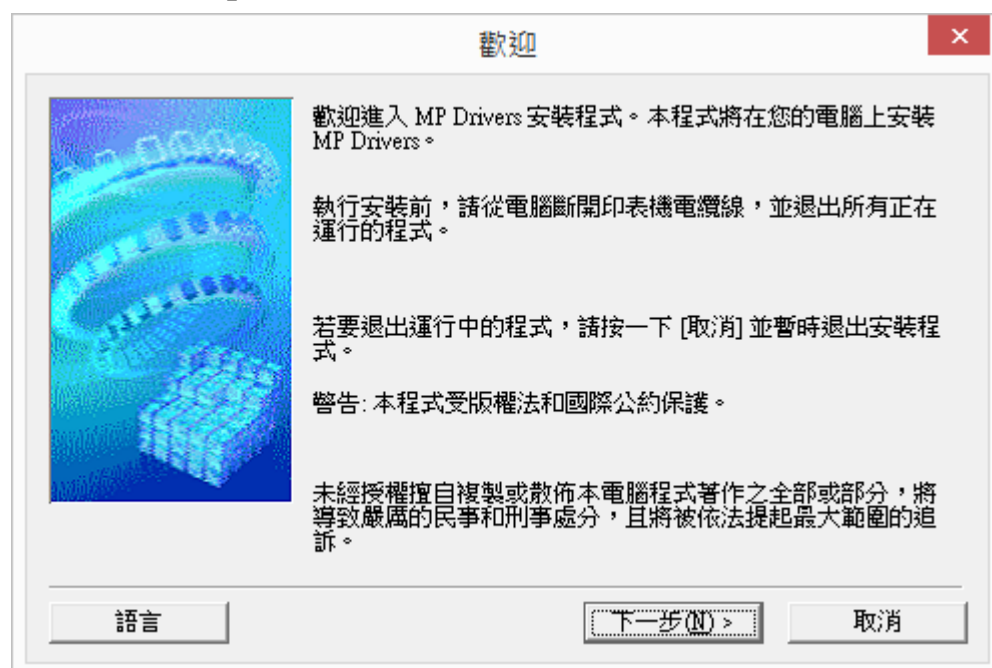 歡迎
歡迎進入 MP Drivers 安裝程式。本程式將在您的電腦上安裝
MP Drivers。
執行安裝前，請從電腦斷開印表機電纜線，並退出所有正在
運行的程式。
若要退出運行中的程式，請按一下 [取消] 並暫時退出安裝程
式。
警告: 本程式受版權法和國際公約保護。
未經授權擅自複製或散佈本電腦程式著作之全部或部分，將
導致嚴厲的民事和刑事處分，且將被依法提起最大範圍的追
訴。
語言
下一步(N) >
取消